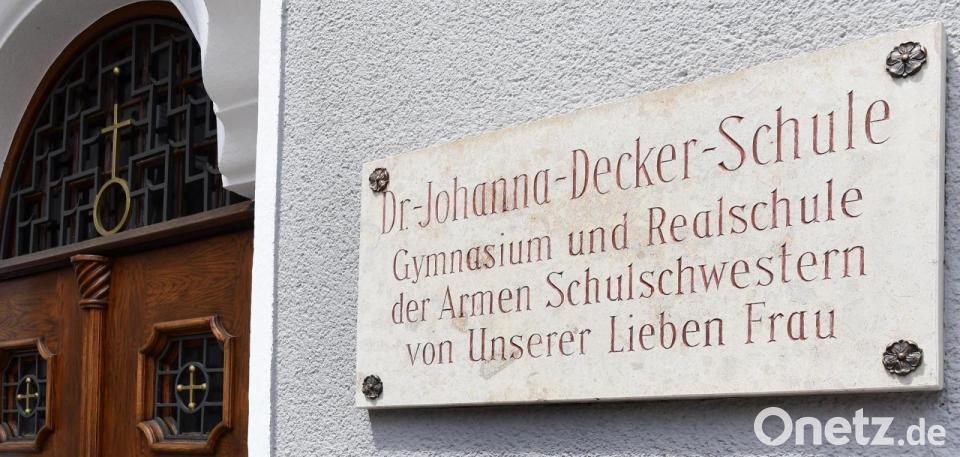 Dr.-Johanna-Decker-Schule
Gymnasium und Realschule
der Armen Schulschwestern
von Unserer Lieben Frau
Onetz.de